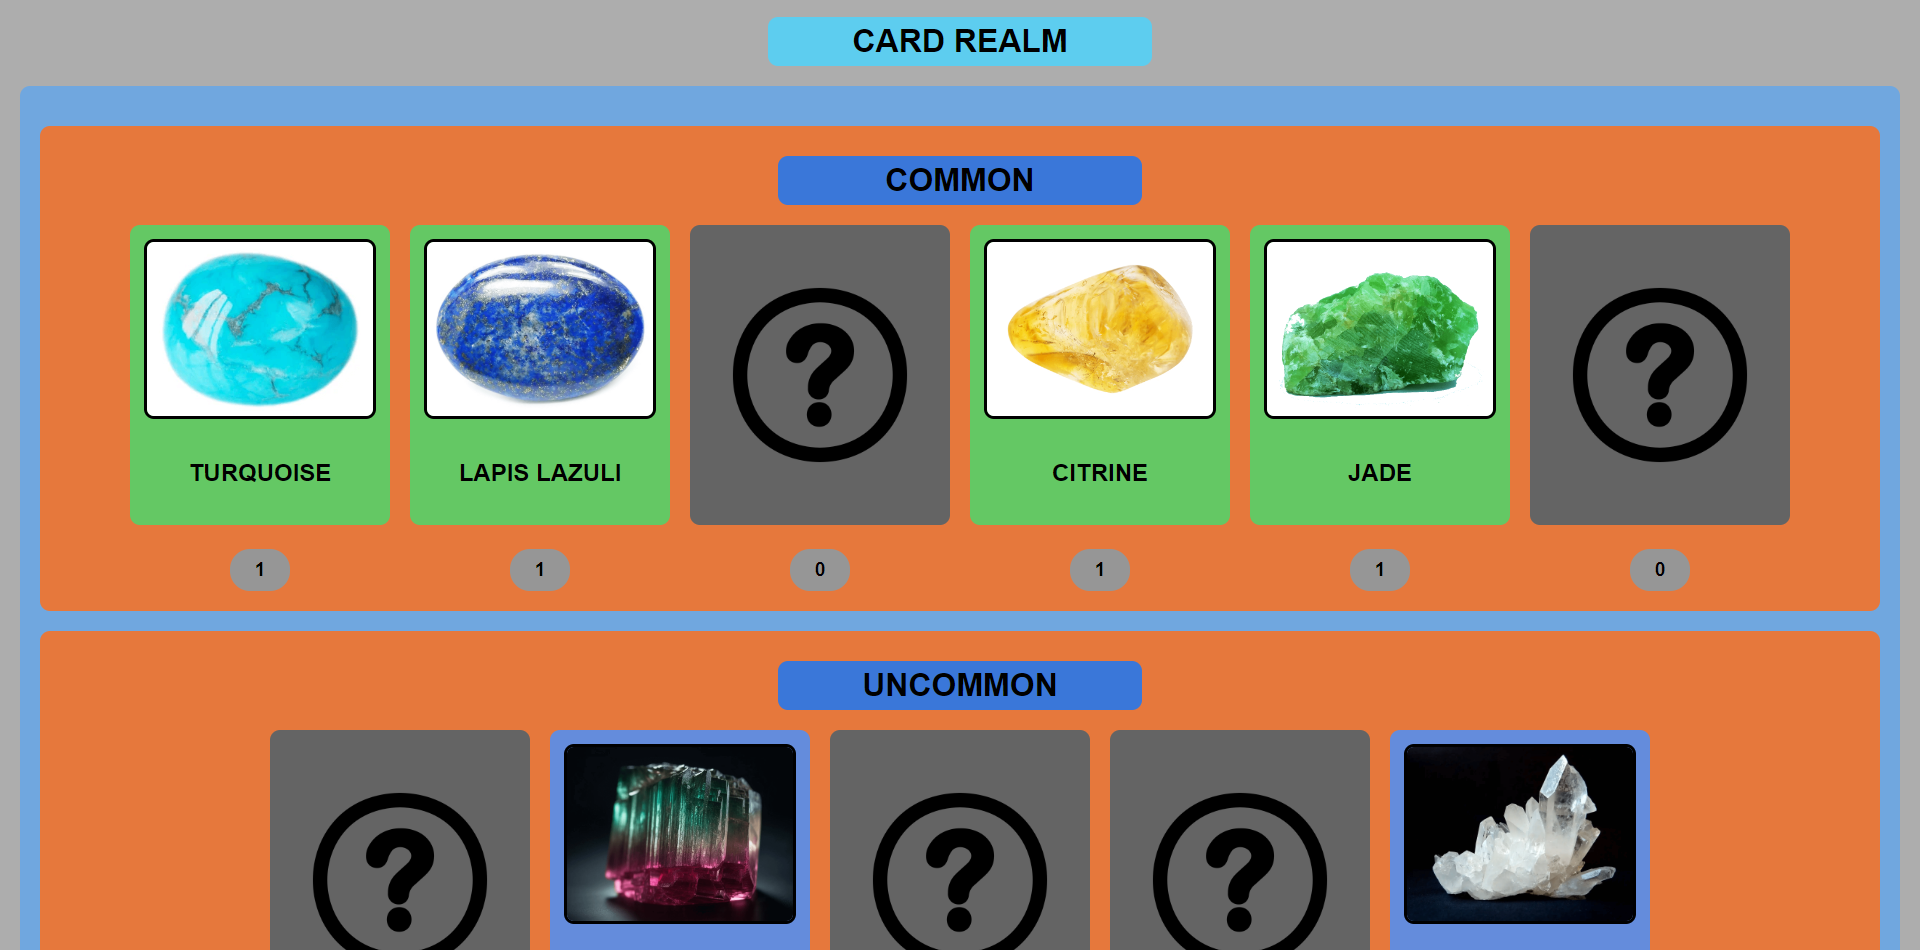 CARD REALM
COMMON
?
?
TURQUOISE
LAPIS LAZULI
CITRINE
JADE
1
1
0
1
1
0
UNCOMMON
?
?
?